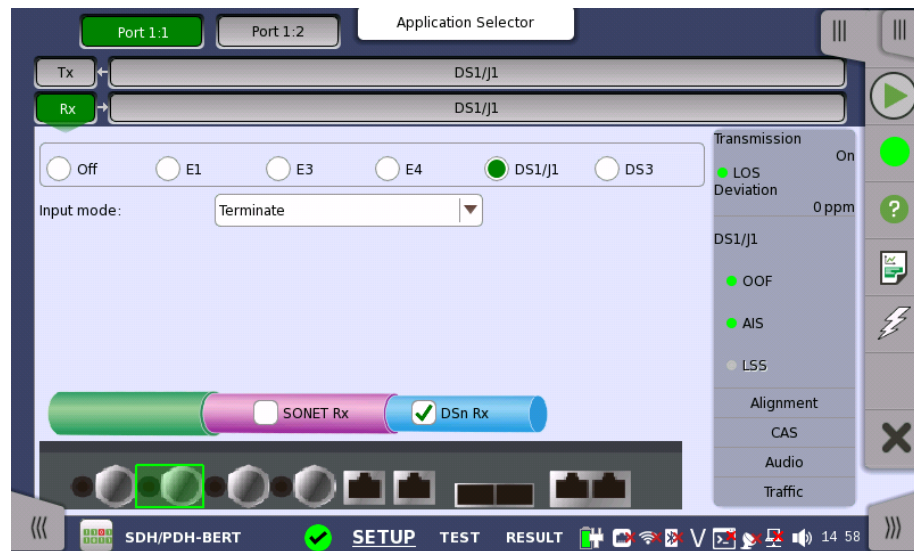 Port 1:1
Port 1:2
Application Selector
Tx
DS1/J1
Rx
DS1/J1
Off
E1
E3
E4
DS1/J1
DS3
Input mode:
Terminate
Transmission
On
LOS
Deviation
0 ppm
DS1/J1
OOF
AIS
LSS
Alignment
CAS
Audio
Traffic
SONET Rx
DSn Rx
SDH/PDH-BERT
SETUP
TEST
RESULT
V
14 58